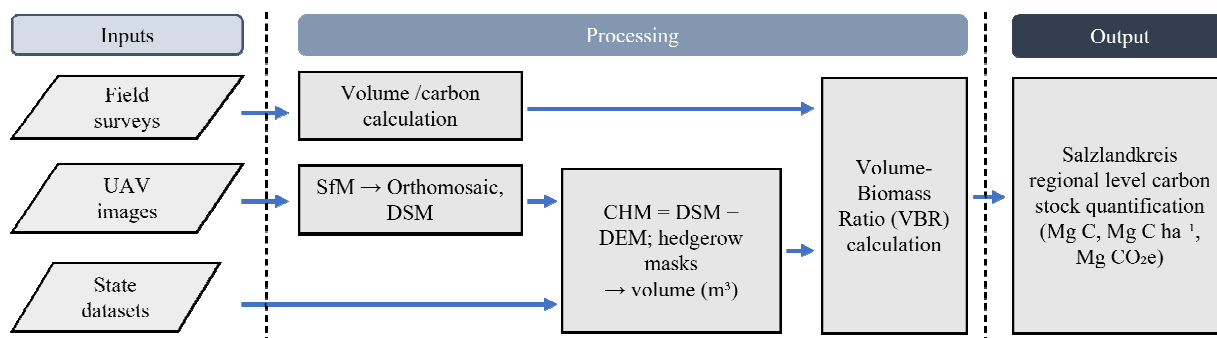 Inputs
Processing
Output
Field
surveys
Volume /carbon
calculation
UAV
images
SfM → Orthomosaic,
DSM
State
datasets
CHM = DSM −
DEM; hedgerow
masks
→ volume (m³)
Volume-
Biomass
Ratio (VBR)
calculation
Salzlandkreis
regional level carbon
stock quantification
(Mg C, Mg C ha⁻¹,
Mg CO₂e)